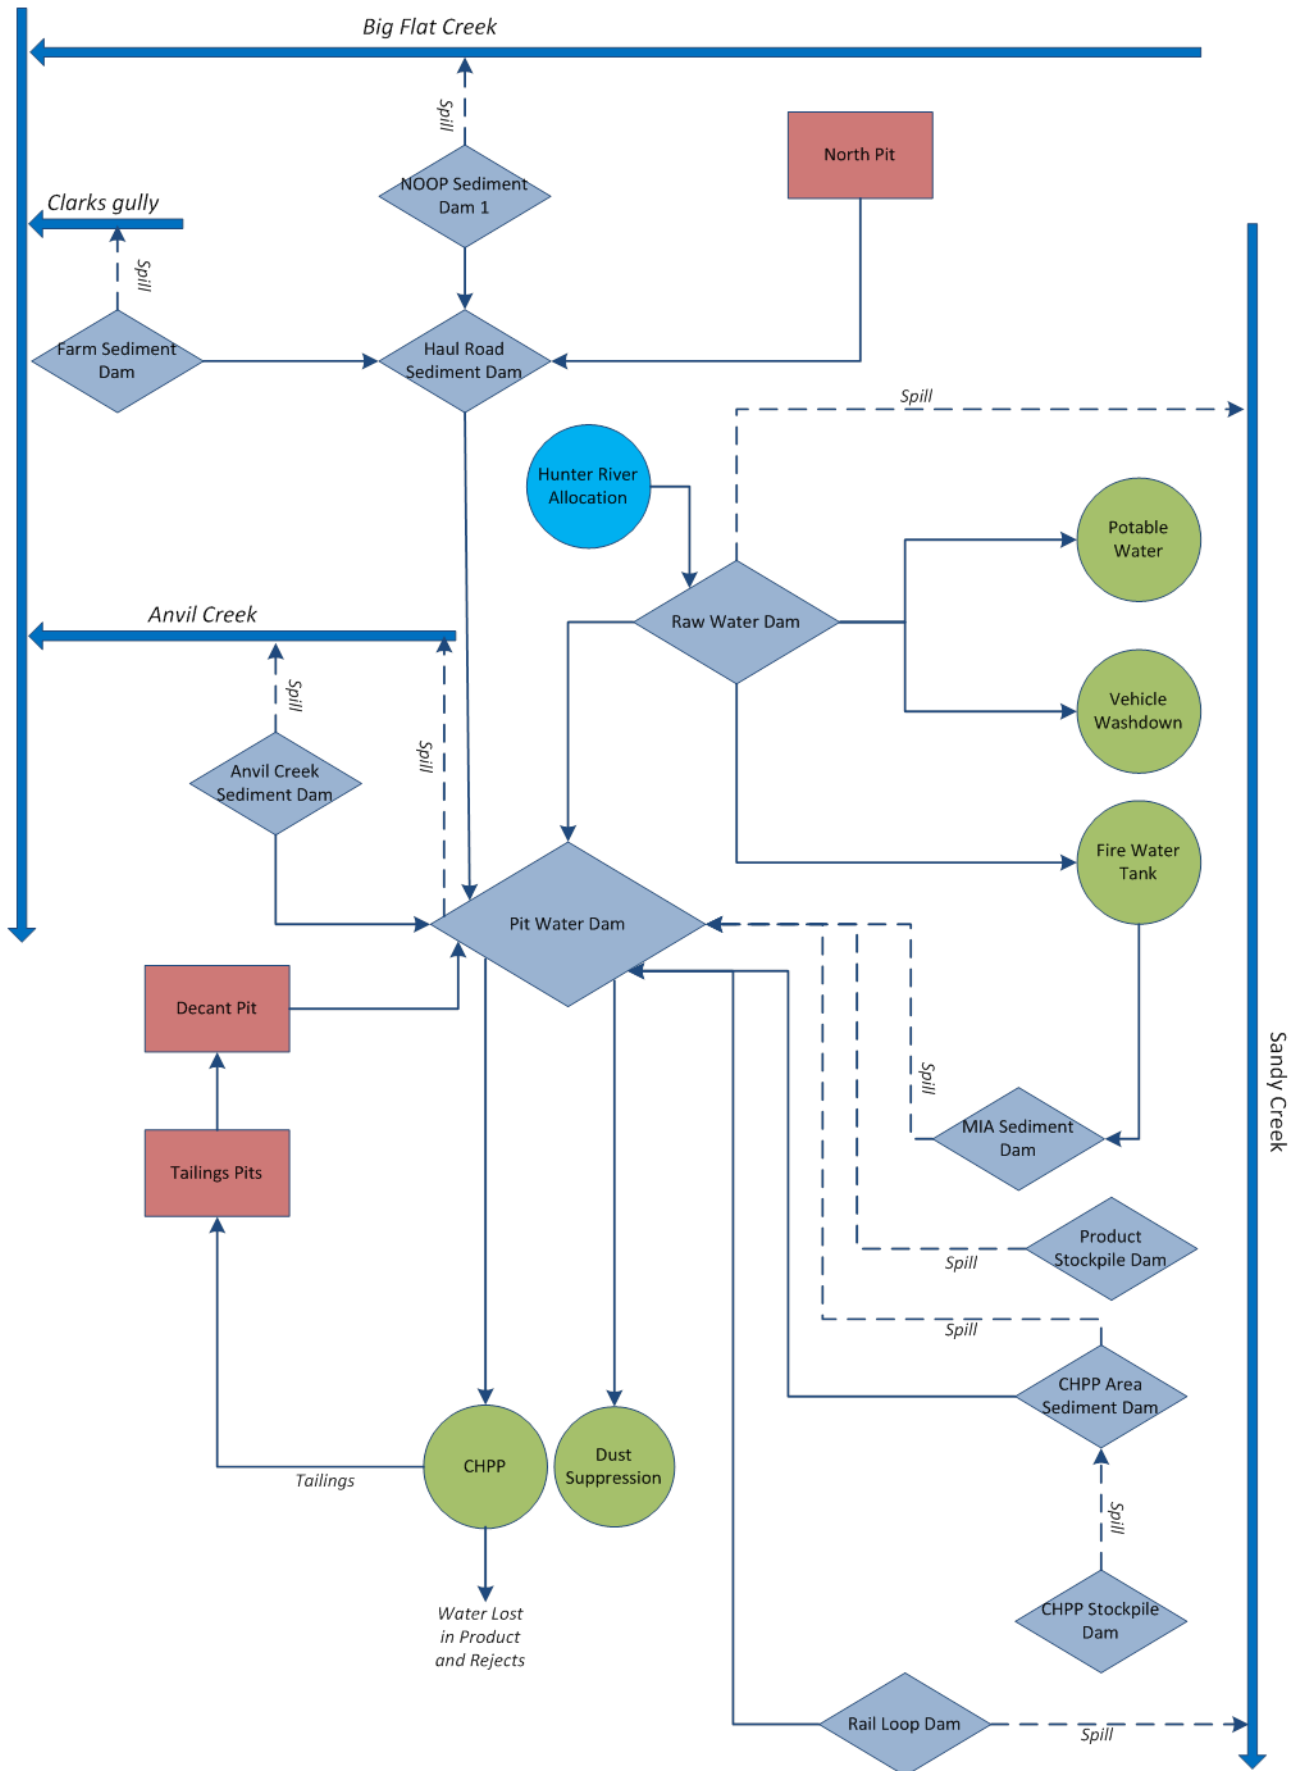 Big Flat Creek
Spill
North Pit
NOOP Sediment
Dam 1
Clarks gully
Spill
Farm Sediment
Dam
Haul Road
Sediment Dam
Spill
Hunter River
Allocation
Potable
Water
Anvil Creek
Raw Water Dam
Spill
Vehicle
Washdown
Spill
Anvil Creek
Sediment Dam
Fire Water
Tank
Pit Water Dam
Decant Pit
Sandy Creek
Spill
MIA Sediment
Dam
Tailings Pits
Product
Stockpile Dam
Spill
Spill
CHPP Area
Sediment Dam
CHPP
Dust
Suppression
Tailings
Spill
Water Lost
in Product
and Rejects
CHPP Stockpile
Dam
Rail Loop Dam
Spill